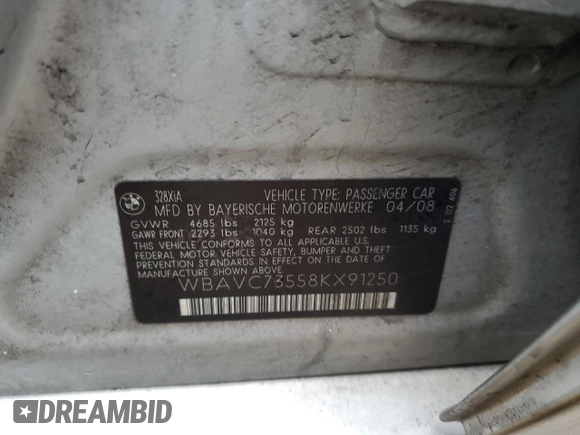 BMW
328XiA
VEHICLE TYPE: PASSENGER CAR
MFD BY BAYERISCHE MOTORENWERKE 04/08
GVWR 4685 lbs 2125 kg
GAWR FRONT 2293 lbs 1040 kg REAR 2502 lbs 1135 kg
THIS VEHICLE CONFORMS TO ALL APPLICABLE
FEDERAL MOTOR VEHICLE SAFETY, BUMPER AND THEFT
PREVENTION STANDARDS IN EFFECT ON THE DATE OF
MANUFACTURE SHOWN ABOVE.
WBAVC73558KX91250
DREAMBID